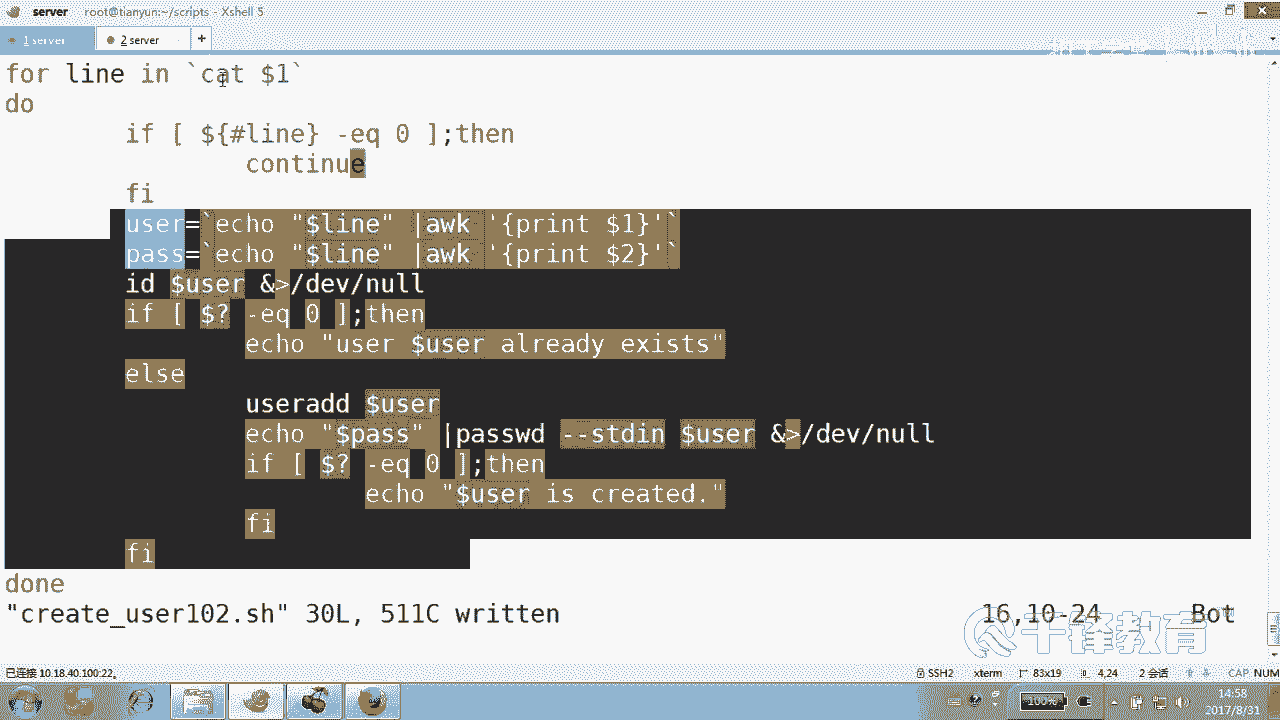 server root@tianyun:~/scripts - Xshell 5
1 server 2 server +
for line in `cat $1`
do
if [ ${#line} -eq 0 ];then
continue
fi
user=`echo "$line" |awk '{print $1}'`
pass=`echo "$line" |awk '{print $2}'`
id $user &>/dev/null
if [ $? -eq 0 ];then
echo "user $user already exists"
else
useradd $user
echo "$pass" |passwd --stdin $user &>/dev/null
if [ $? -eq 0 ];then
echo "$user is created."
fi
fi
done
"create_user102.sh" 30L, 511C written 16,10-24 Bot
千锋教育
已连接 10.18.40.100:22。 SSH2 xterm 83x19 4,24 2 会话 CAP NUM
100% 14:58
2017/8/31